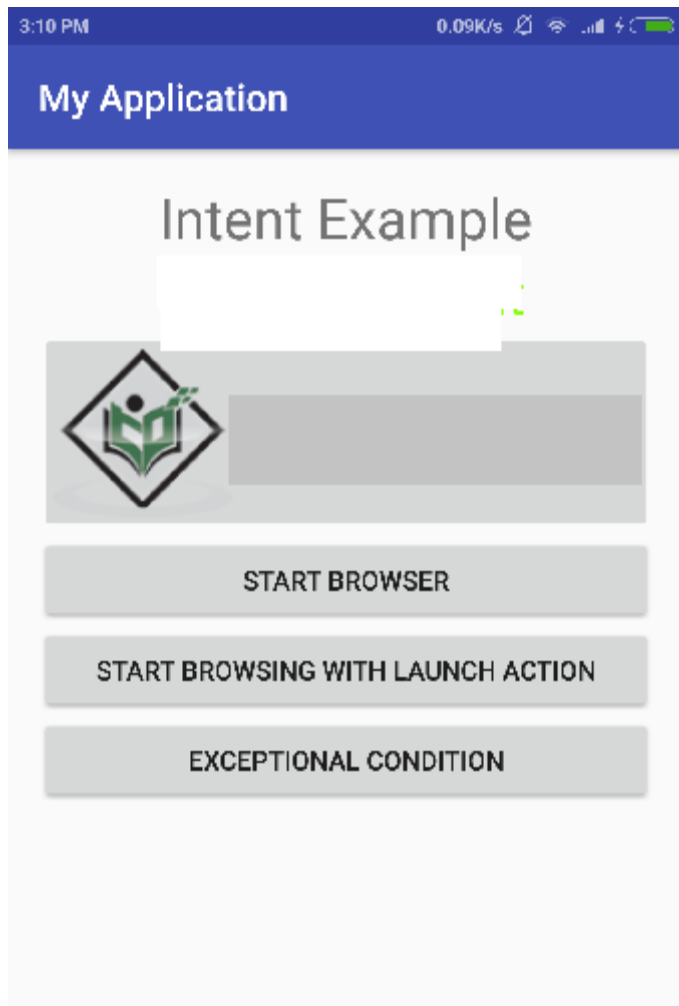 3:10 PM 0.09K/s
My Application
Intent Example
START BROWSER
START BROWSING WITH LAUNCH ACTION
EXCEPTIONAL CONDITION